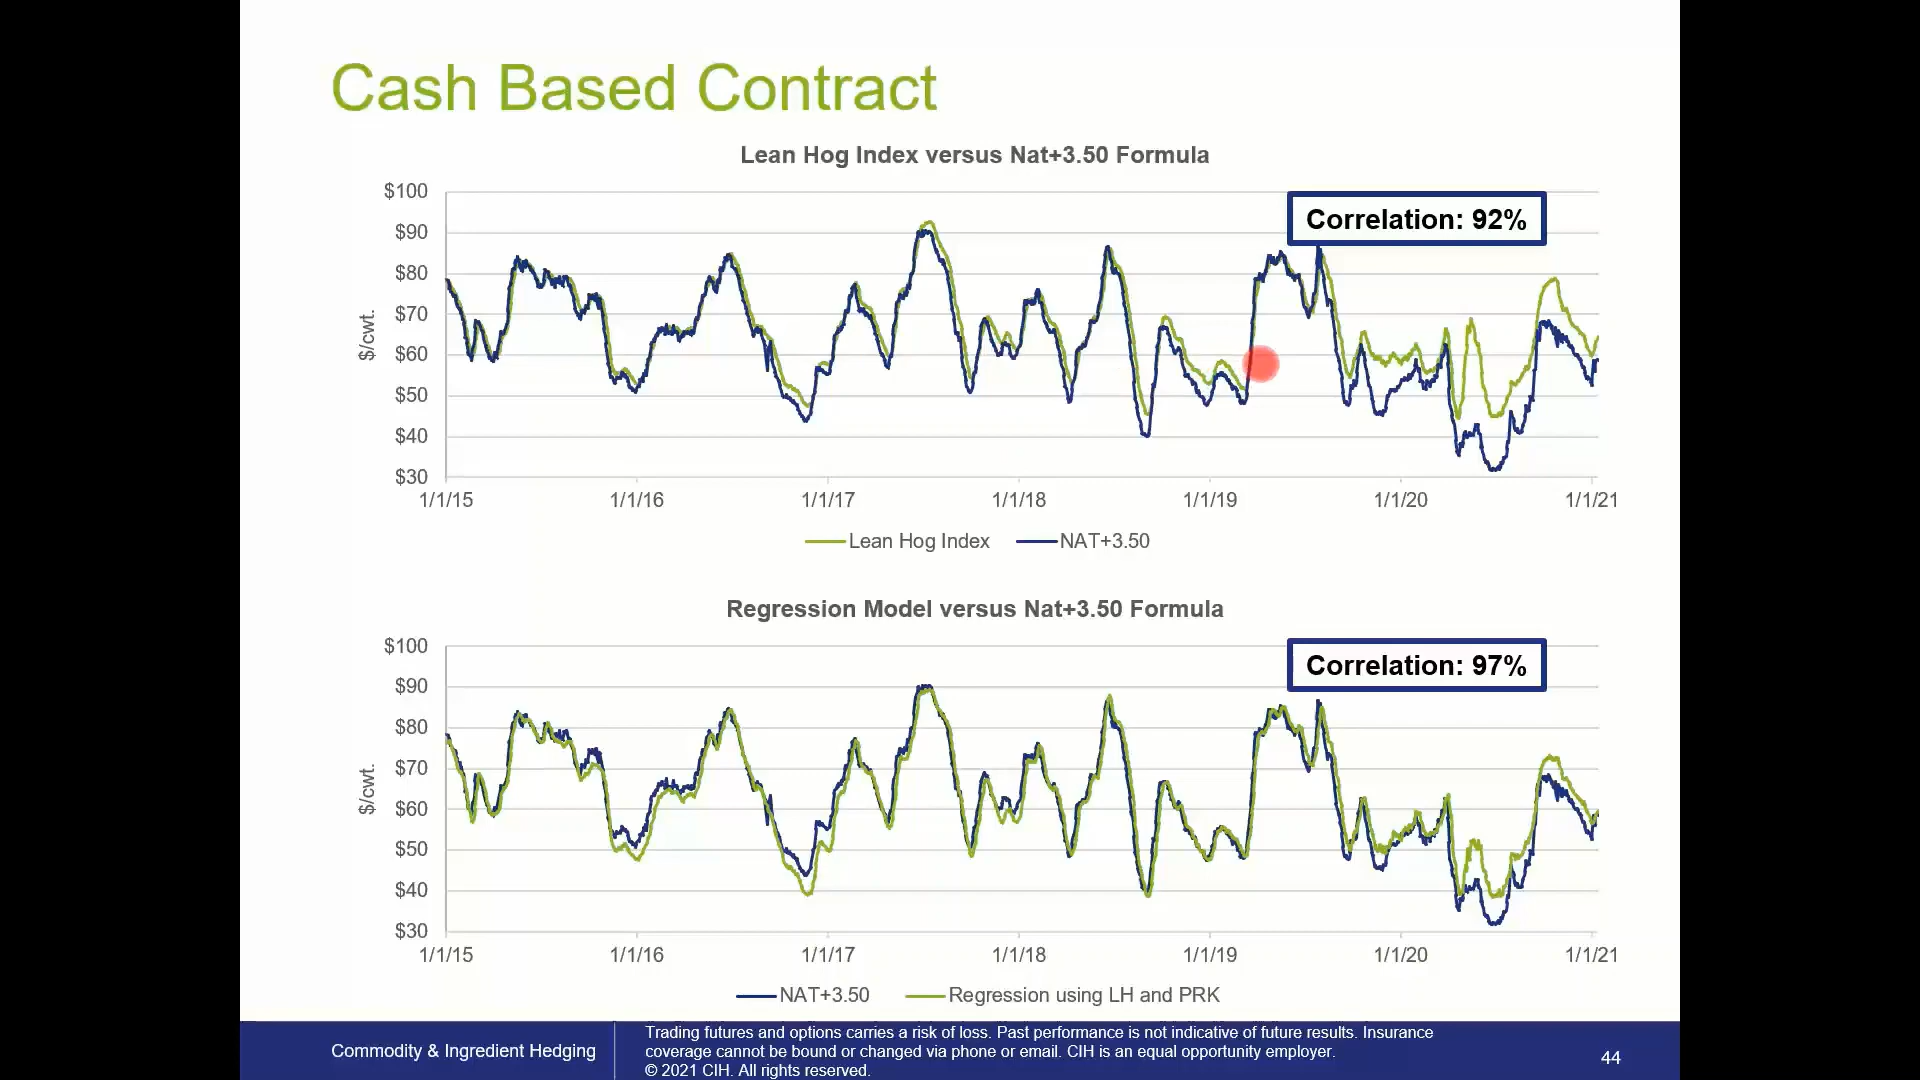 Cash Based Contract
Lean Hog Index versus Nat+3.50 Formula
Correlation: 92%
$100
$90
$80
$70
$60
$50
$40
$30
$/cwt.
1/1/15 1/1/16 1/1/17 1/1/18 1/1/19 1/1/20 1/1/21
Lean Hog Index NAT+3.50
Regression Model versus Nat+3.50 Formula
Correlation: 97%
$100
$90
$80
$70
$60
$50
$40
$30
$/cwt.
1/1/15 1/1/16 1/1/17 1/1/18 1/1/19 1/1/20 1/1/21
NAT+3.50 Regression using LH and PRK
Commodity & Ingredient Hedging
Trading futures and options carries a risk of loss. Past performance is not indicative of future results. Insurance
coverage cannot be bound or changed via phone or email. CIH is an equal opportunity employer.
© 2021 CIH. All rights reserved.
44